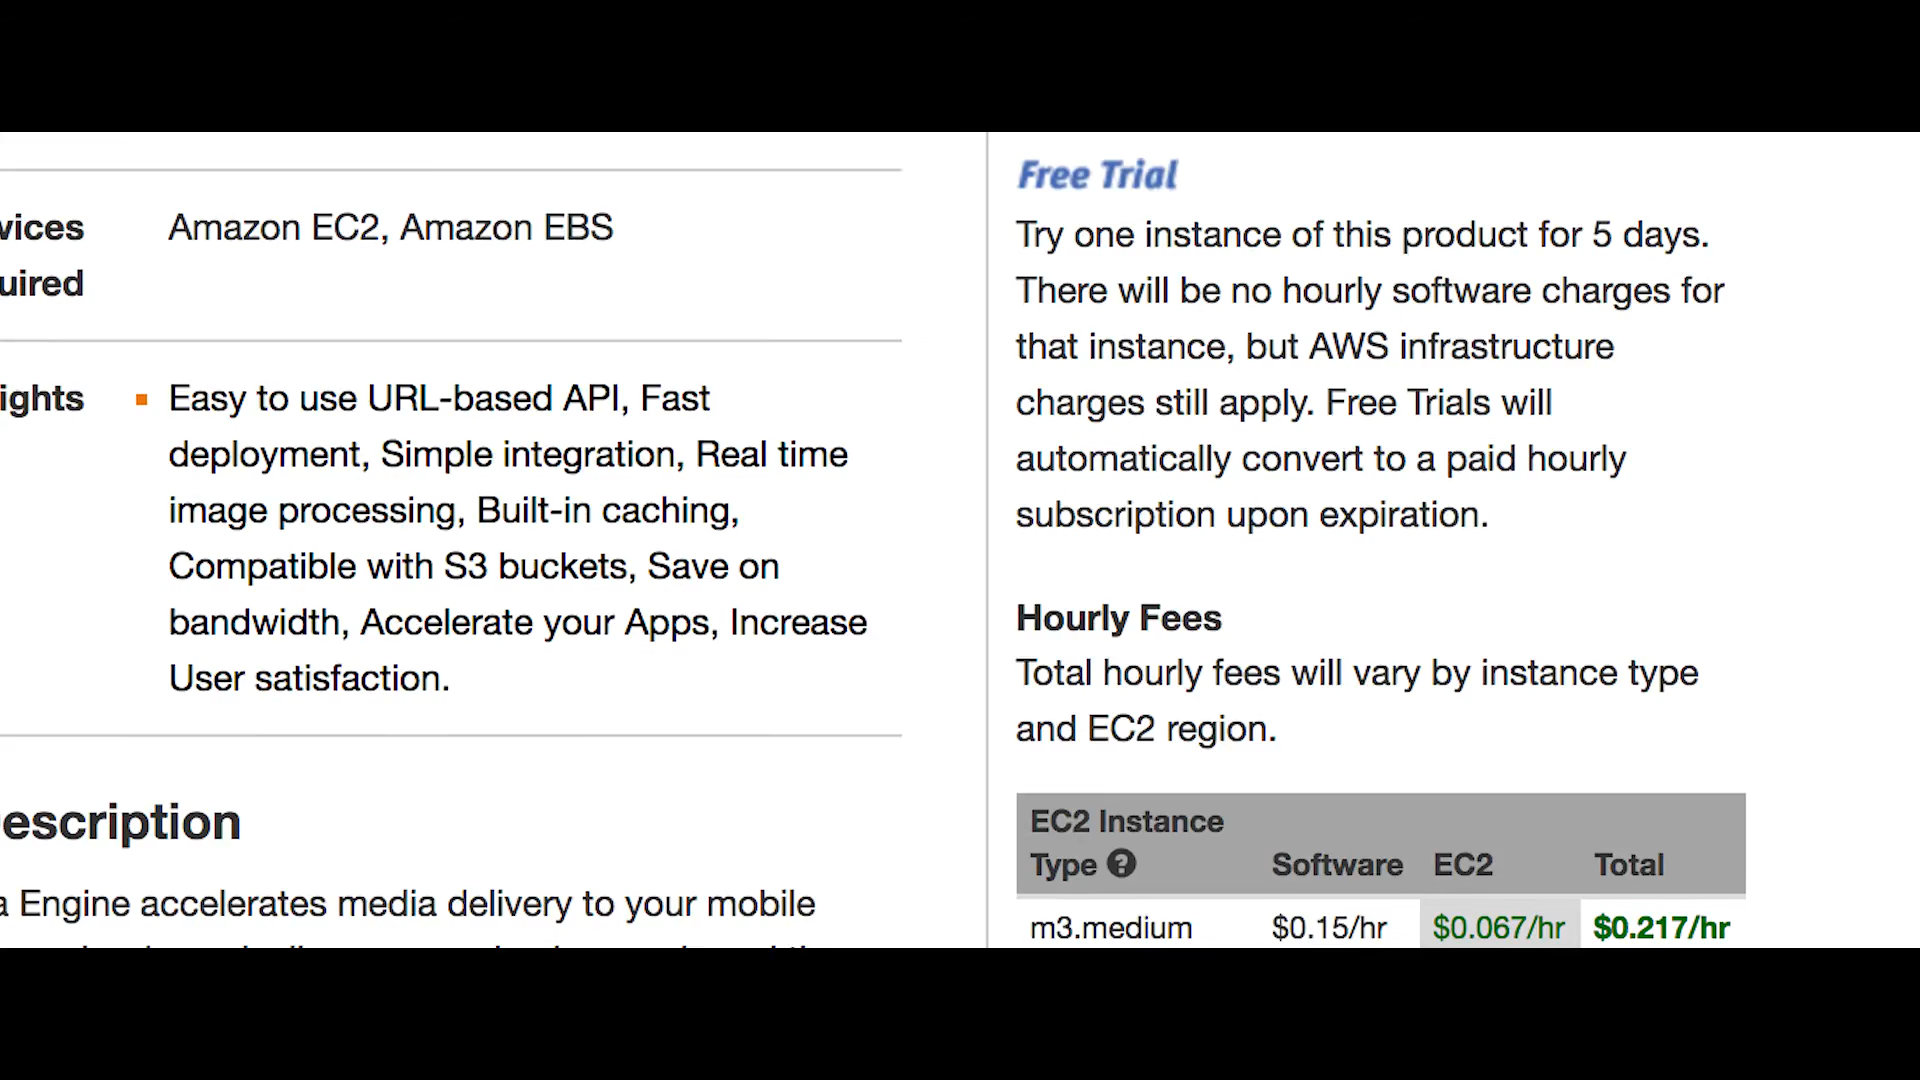 vices
uired
Amazon EC2, Amazon EBS
ights
Easy to use URL-based API, Fast
deployment, Simple integration, Real time
image processing, Built-in caching,
Compatible with S3 buckets, Save on
bandwidth, Accelerate your Apps, Increase
User satisfaction.
escription
a Engine accelerates media delivery to your mobile
Free Trial
Try one instance of this product for 5 days.
There will be no hourly software charges for
that instance, but AWS infrastructure
charges still apply. Free Trials will
automatically convert to a paid hourly
subscription upon expiration.
Hourly Fees
Total hourly fees will vary by instance type
and EC2 region.
EC2 Instance
Type Software EC2 Total
m3.medium $0.15/hr $0.067/hr $0.217/hr